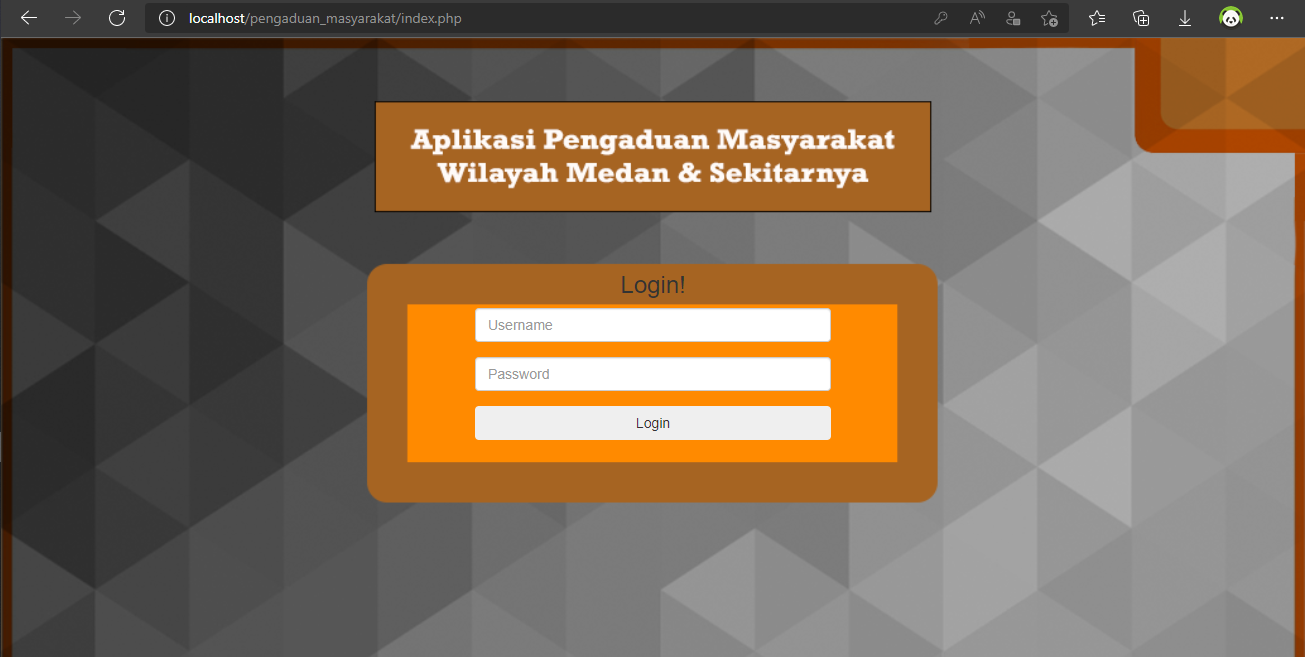 localhost/pengaduan_masyarakat/index.php
Aplikasi Pengaduan Masyarakat
Wilayah Medan & Sekitarnya
Login!
Username
Password
Login